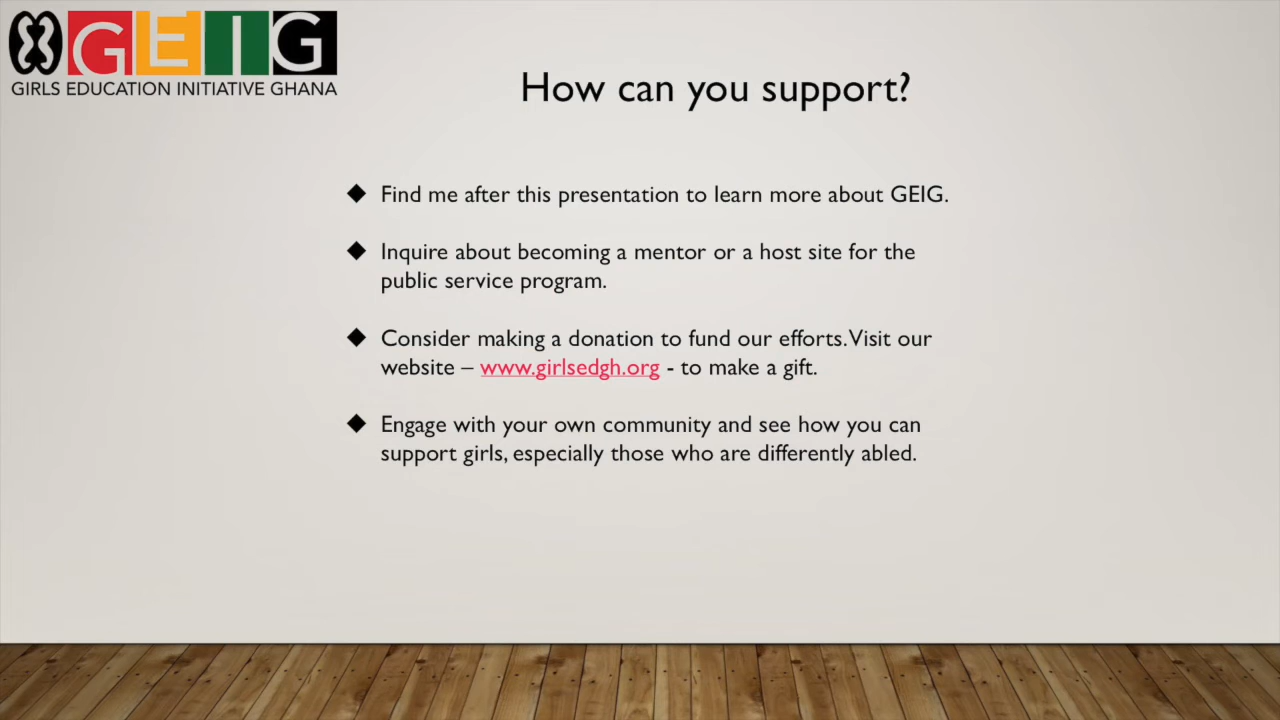 GEIG
GIRLS EDUCATION INITIATIVE GHANA
How can you support?
Find me after this presentation to learn more about GEIG.
Inquire about becoming a mentor or a host site for the
public service program.
Consider making a donation to fund our efforts. Visit our
website – www.girlsedgh.org - to make a gift.
Engage with your own community and see how you can
support girls, especially those who are differently abled.